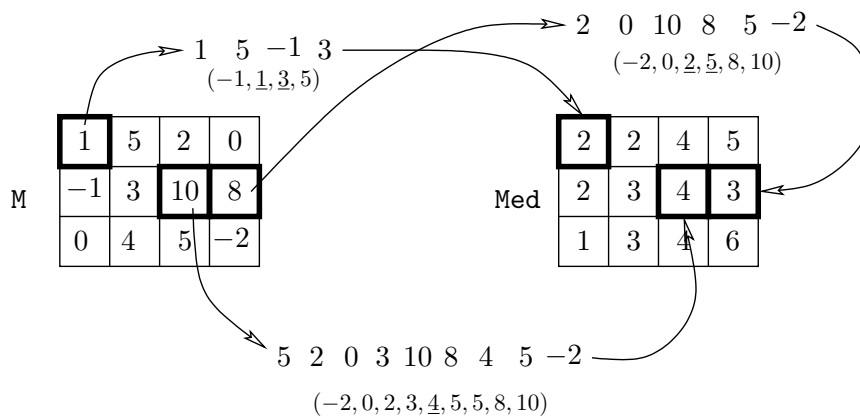 2 0 10 8 5 −2
1 5 −1 3
(−2, 0, 2, 5, 8, 10)
(−1, 1, 3, 5)
1 5 2 0
2 2 4 5
M −1 3 10 8
Med 2 3 4 3
0 4 5 −2
1 3 4 6
5 2 0 3 10 8 4 5 −2
(−2, 0, 2, 3, 4, 5, 5, 8, 10)